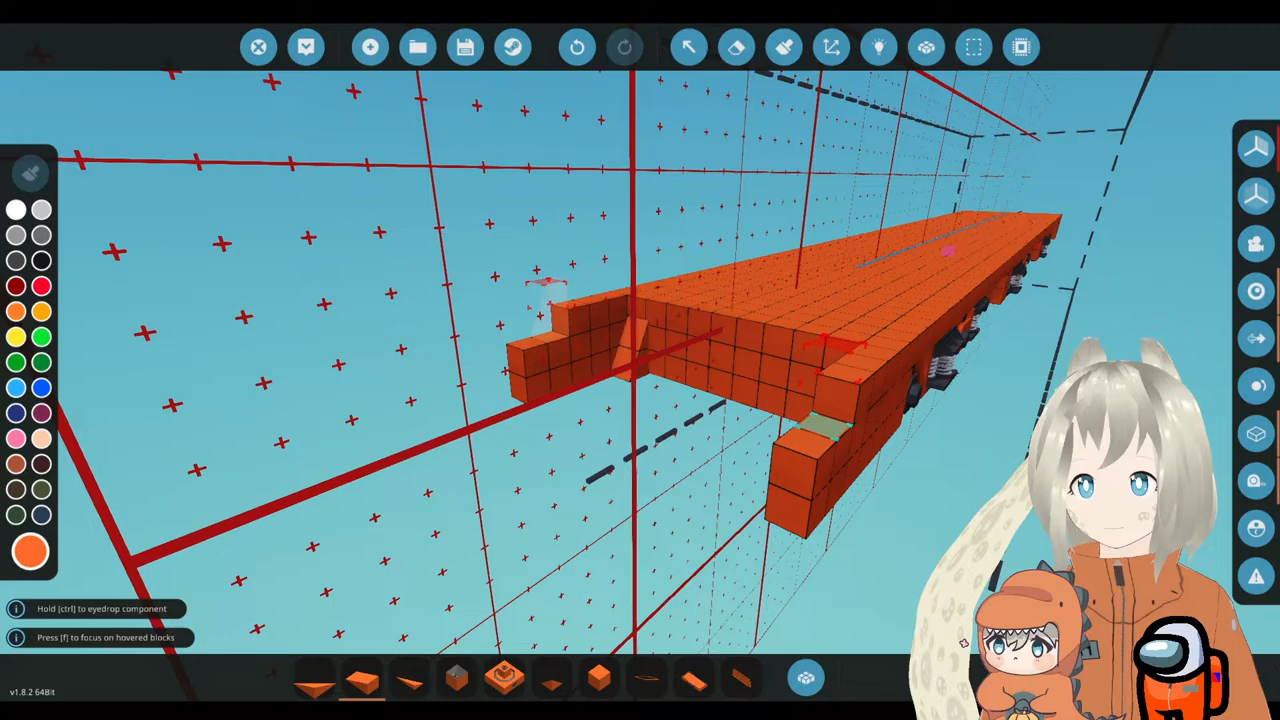 Hold [ctrl] to eyedrop component
Press [f] to focus on hovered blocks
v1.8.2 64Bit